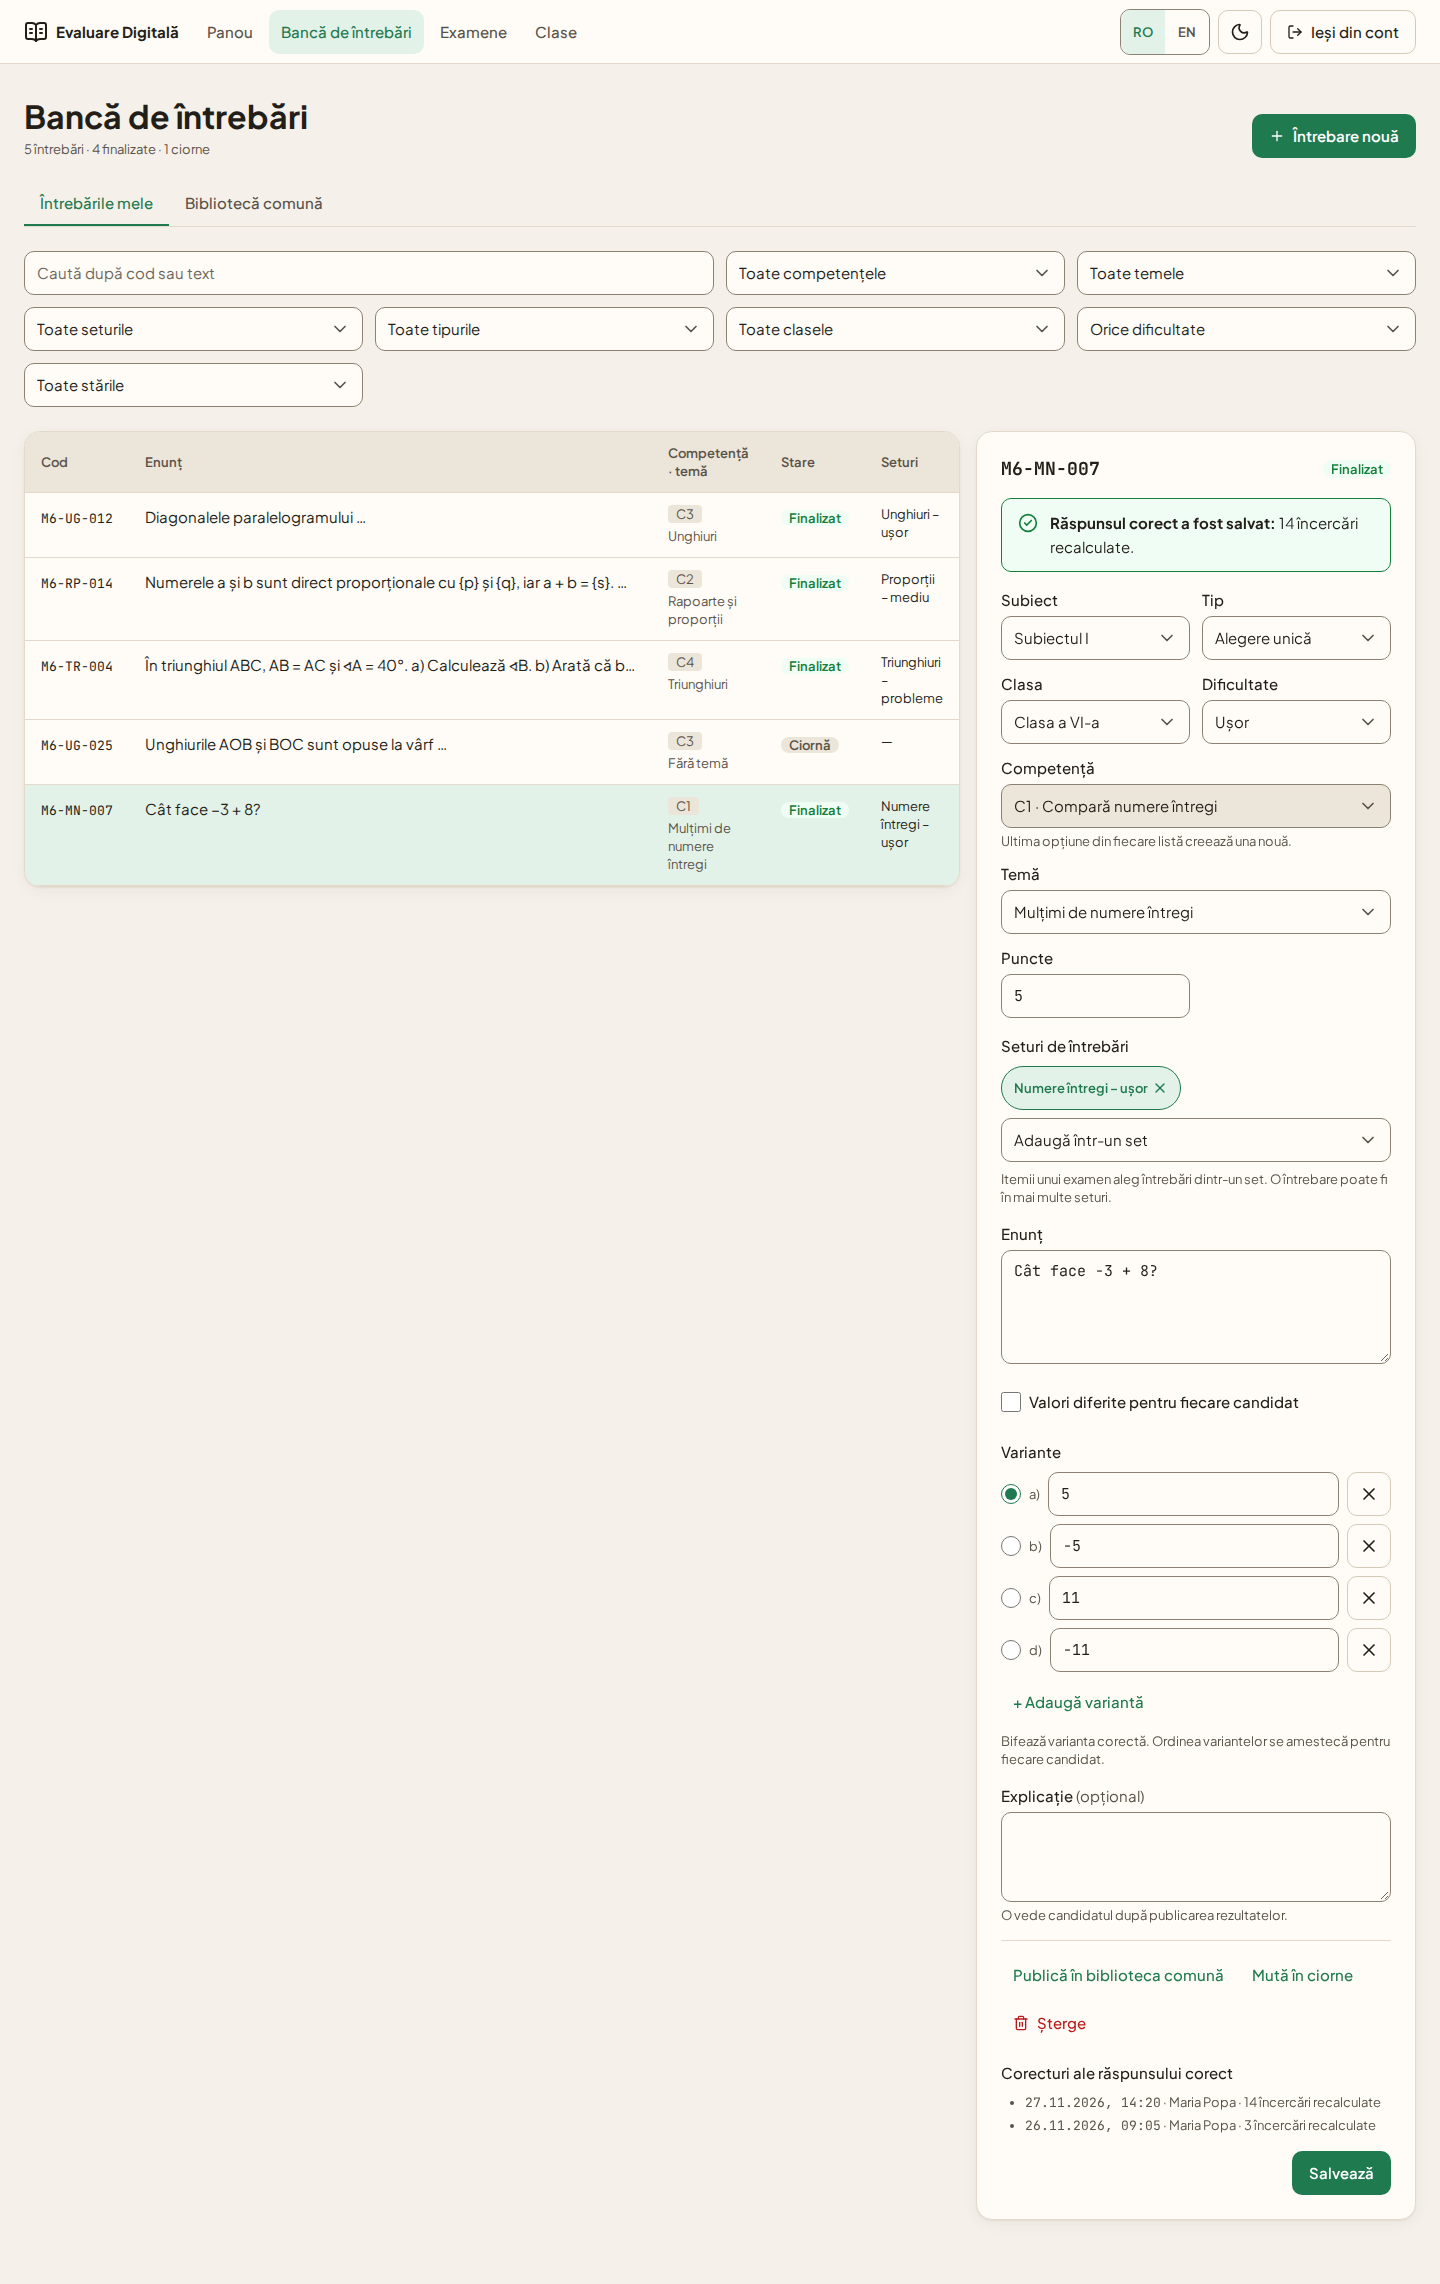 Evaluare Digitală
Panou
Bancă de întrebări
Examene
Clase
RO
EN
Ieși din cont
Bancă de întrebări
5 întrebări · 4 finalizate · 1 ciorne
+ Întrebare nouă
Întrebările mele
Bibliotecă comună
Caută după cod sau text
Toate competențele
Toate temele
Toate seturile
Toate tipurile
Toate clasele
Orice dificultate
Toate stările
Cod
Enunț
Competență
· temă
Stare
Seturi
M6-UG-012
Diagonalele paralelogramului ...
C3
Unghiuri
Finalizat
Unghiuri –
ușor
M6-RP-014
Numerele a și b sunt direct proporționale cu {p} și {q}, iar a + b = {s}. ...
C2
Rapoarte și
proporții
Finalizat
Proporții
– mediu
M6-TR-004
În triunghiul ABC, AB = AC și ∢A = 40°. a) Calculează ∢B. b) Arată că b...
C4
Triunghiuri
Finalizat
Triunghiuri
–
probleme
M6-UG-025
Unghiurile AOB și BOC sunt opuse la vârf ...
C3
Fără temă
Ciornă
—
M6-MN-007
Cât face −3 + 8?
C1
Mulțimi de
numere
întregi
Finalizat
Numere
întregi –
ușor
M6-MN-007
Finalizat
Răspunsul corect a fost salvat: 14 încercări
recalculate.
Subiect
Tip
Subiectul I
Alegere unică
Clasa
Dificultate
Clasa a VI-a
Ușor
Competență
C1 · Compară numere întregi
Ultima opțiune din fiecare listă creează una nouă.
Temă
Mulțimi de numere întregi
Puncte
5
Seturi de întrebări
Numere întregi – ușor
Adaugă într-un set
Itemii unui examen aleg întrebări dintr-un set. O întrebare poate fi
în mai multe seturi.
Enunț
Cât face -3 + 8?
Valori diferite pentru fiecare candidat
Variante
a)
5
b)
-5
c)
11
d)
-11
+ Adaugă variantă
Bifează varianta corectă. Ordinea variantelor se amestecă pentru
fiecare candidat.
Explicație (opțional)
O vede candidatul după publicarea rezultatelor.
Publică în biblioteca comună
Mută în ciorne
Șterge
Corecturi ale răspunsului corect
• 27.11.2026, 14:20 · Maria Popa · 14 încercări recalculate
• 26.11.2026, 09:05 · Maria Popa · 3 încercări recalculate
Salvează